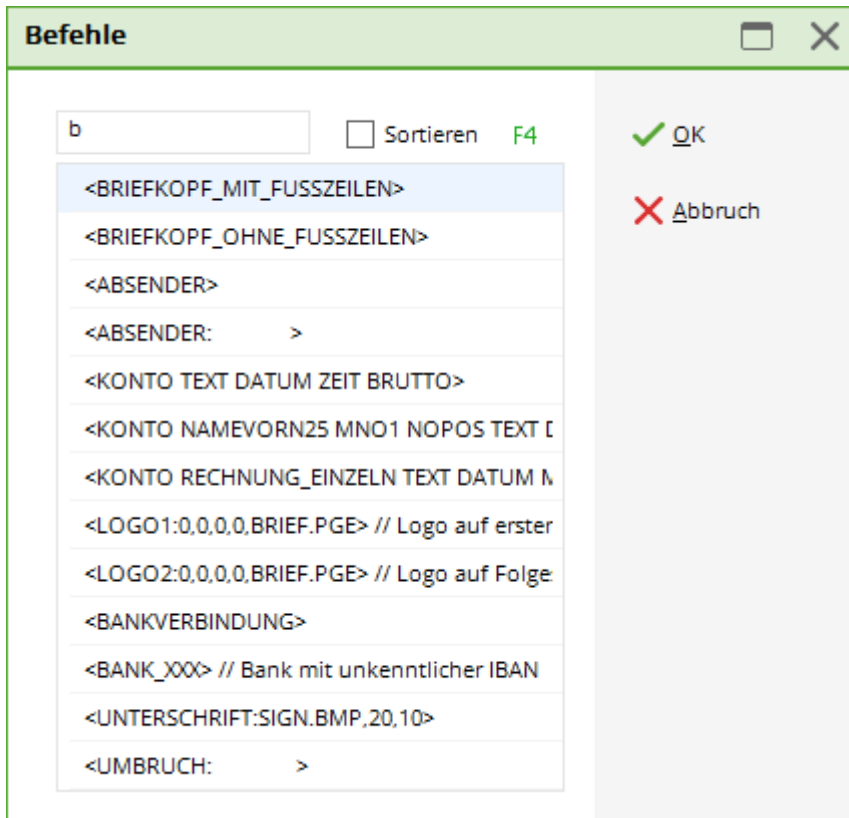 Befehle
b
Sortieren F4
OK
<BRIEFKOPF_MIT_FUSSZEILEN>
Abbruch
<BRIEFKOPF_OHNE_FUSSZEILEN>
<ABSENDER>
<ABSENDER: >
<KONTO TEXT DATUM ZEIT BRUTTO>
<KONTO NAMEVORN25 MNO1 NOPOS TEXT
<KONTO RECHNUNG_EINZELN TEXT DATUM
<LOGO1:0,0,0,0,BRIEF.PGE> // Logo auf erster
<LOGO2:0,0,0,0,BRIEF.PGE> // Logo auf Folge
<BANKVERBINDUNG>
<BANK_XXX> // Bank mit unkenntlicher IBAN
<UNTERSCHRIFT:SIGN.BMP,20,10>
<UMBRUCH: >